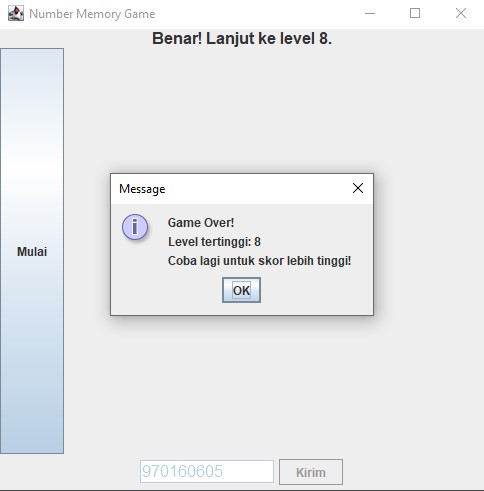 Number Memory Game
Benar! Lanjut ke level 8.
Mulai
Message
Game Over!
Level tertinggi: 8
Coba lagi untuk skor lebih tinggi!
OK
970160605
Kirim